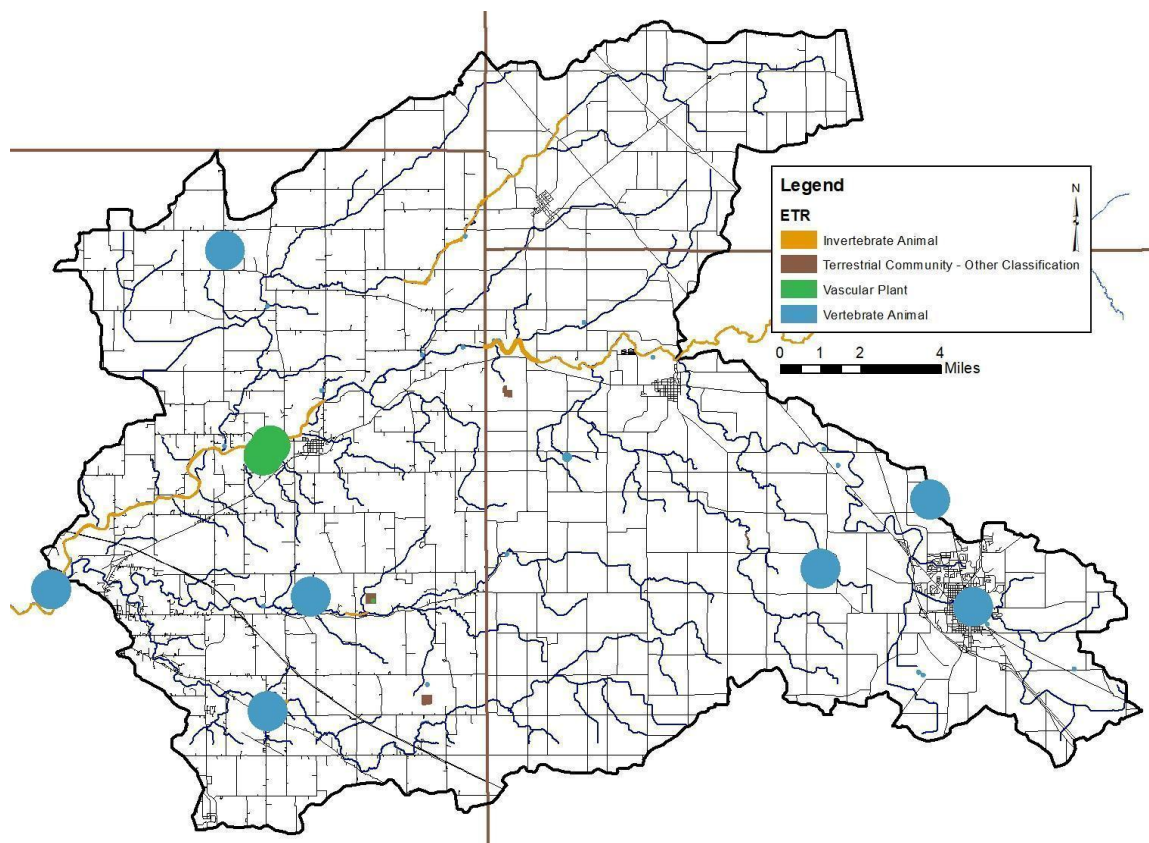 Legend
N
ETR
Invertebrate Animal
Terrestrial Community - Other Classification
Vascular Plant
Vertebrate Animal
0 1 2 4
Miles